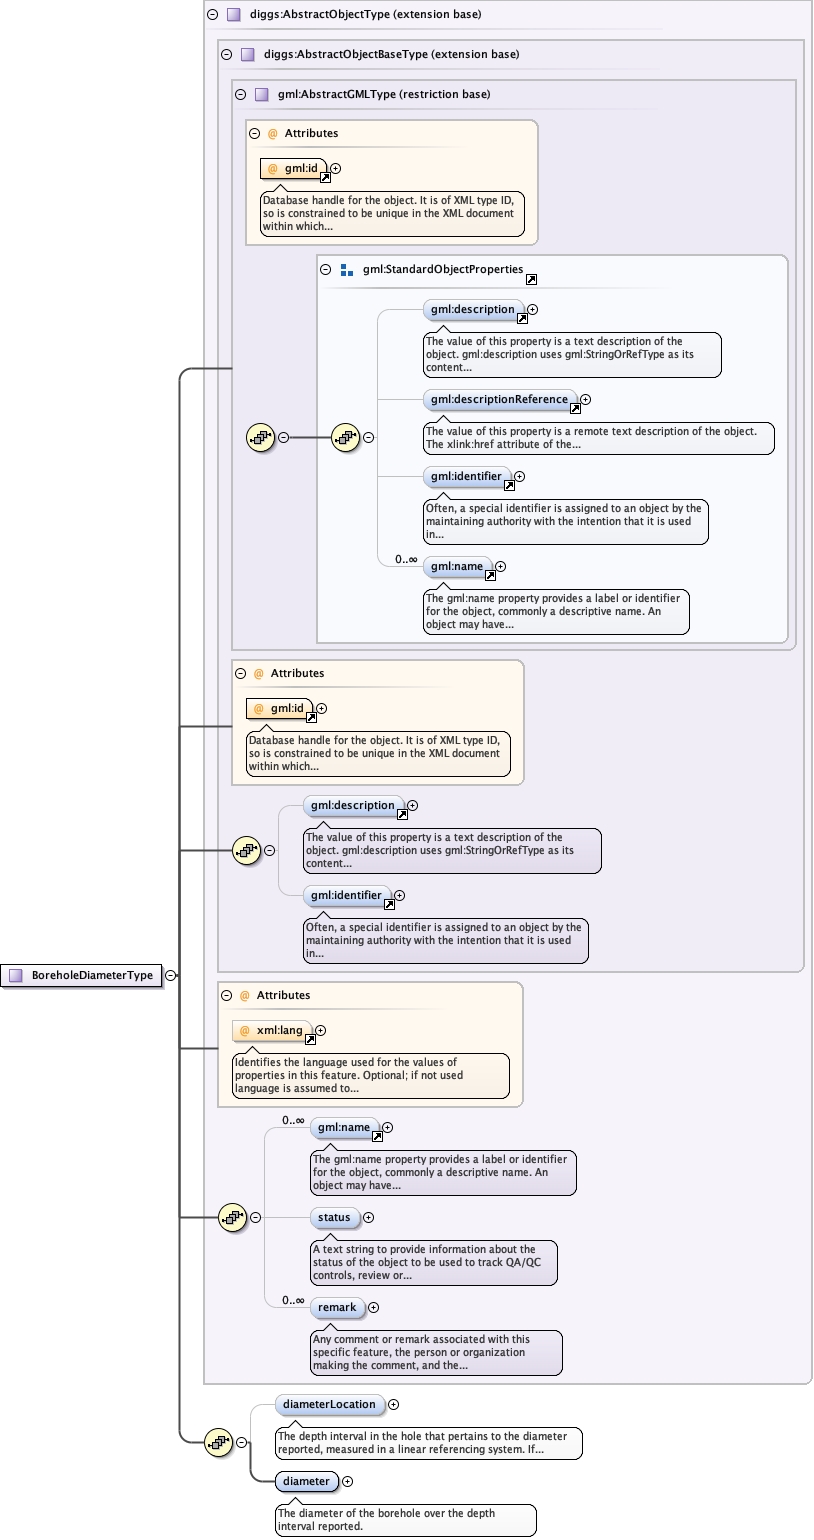 diggs:AbstractObjectType (extension base)
diggs:AbstractObjectBaseType (extension base)
gml:AbstractGMLType (restriction base)
@ Attributes
@ gml:id
Database handle for the object. It is of XML type ID,
so is constrained to be unique in the XML document
within which...
gml:StandardObjectProperties
gml:description
The value of this property is a text description of the
object. gml:description uses gml:StringOrRefType as its
content...
gml:descriptionReference
The value of this property is a remote text description of the object.
The xlink:href attribute of the...
gml:identifier
Often, a special identifier is assigned to an object by the
maintaining authority with the intention that it is used
in...
0..∞
gml:name
The gml:name property provides a label or identifier
for the object, commonly a descriptive name. An
object may have...
@ Attributes
@ gml:id
Database handle for the object. It is of XML type ID,
so is constrained to be unique in the XML document
within which...
gml:description
The value of this property is a text description of the
object. gml:description uses gml:StringOrRefType as its
content...
gml:identifier
Often, a special identifier is assigned to an object by the
maintaining authority with the intention that it is used
in...
BoreholeDiameterType
@ Attributes
@ xml:lang
Identifies the language used for the values of
properties in this feature. Optional; if not used
language is assumed to...
0..∞
gml:name
The gml:name property provides a label or identifier
for the object, commonly a descriptive name. An
object may have...
status
A text string to provide information about the
status of the object to be used to track QA/QC
controls, review or...
0..∞
remark
Any comment or remark associated with this
specific feature, the person or organization
making the comment, and the...
diameterLocation
The depth interval in the hole that pertains to the diameter
reported, measured in a linear referencing system. If...
diameter
The diameter of the borehole over the depth
interval reported.